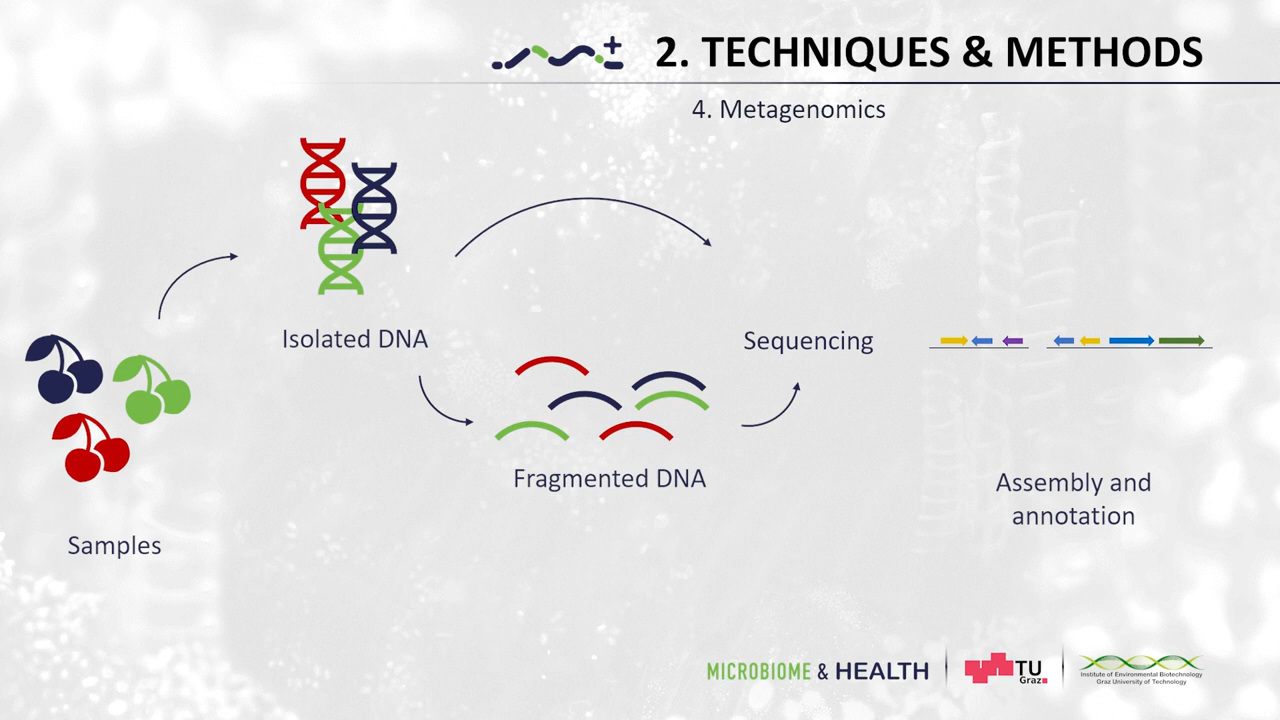 2. TECHNIQUES & METHODS
4. Metagenomics
Isolated DNA
Sequencing
Fragmented DNA
Assembly and
annotation
Samples
MICROBIOME & HEALTH
TU
Graz
Institute of Environmental Biotechnology
Graz University of Technology